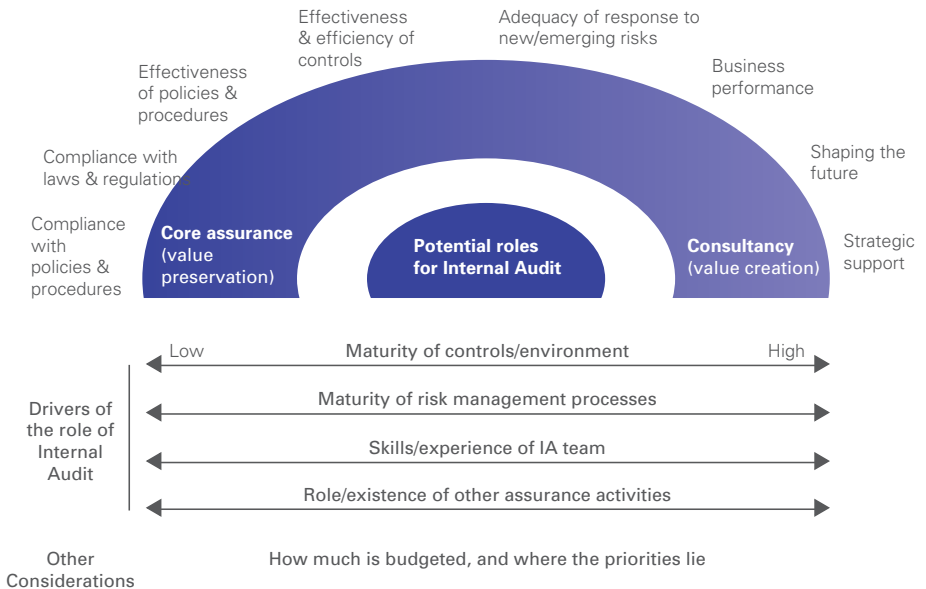 Effectiveness
& efficiency of
controls
Adequacy of response to
new/emerging risks
Effectiveness
of policies &
procedures
Business
performance
Compliance with
laws & regulations
Shaping the
future
Compliance
with
policies &
procedures
Core assurance
(value
preservation)
Potential roles
for Internal Audit
Consultancy
(value creation)
Strategic
support
Low
Maturity of controls/environment
High
Drivers of
the role of
Internal
Audit
Maturity of risk management processes
Skills/experience of IA team
Role/existence of other assurance activities
Other
Considerations
How much is budgeted, and where the priorities lie